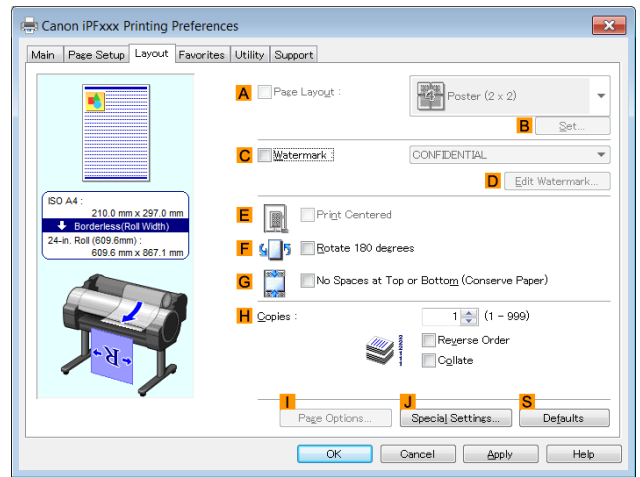 Canon iPFxxx Printing Preferences
Main Page Setup Layout Favorites Utility Support
A Page Layout :
Poster (2 x 2)
B Set...
C Watermark :
CONFIDENTIAL
D Edit Watermark...
ISO A4 :
210.0 mm x 297.0 mm
Borderless(Roll Width)
24-in. Roll (609.6mm) :
609.6 mm x 867.1 mm
E Print Centered
F Rotate 180 degrees
G No Spaces at Top or Bottom (Conserve Paper)
H Copies :
1 (1 - 999)
Reverse Order
Collate
R
I Page Options...
J Special Settings...
S Defaults
OK Cancel Apply Help